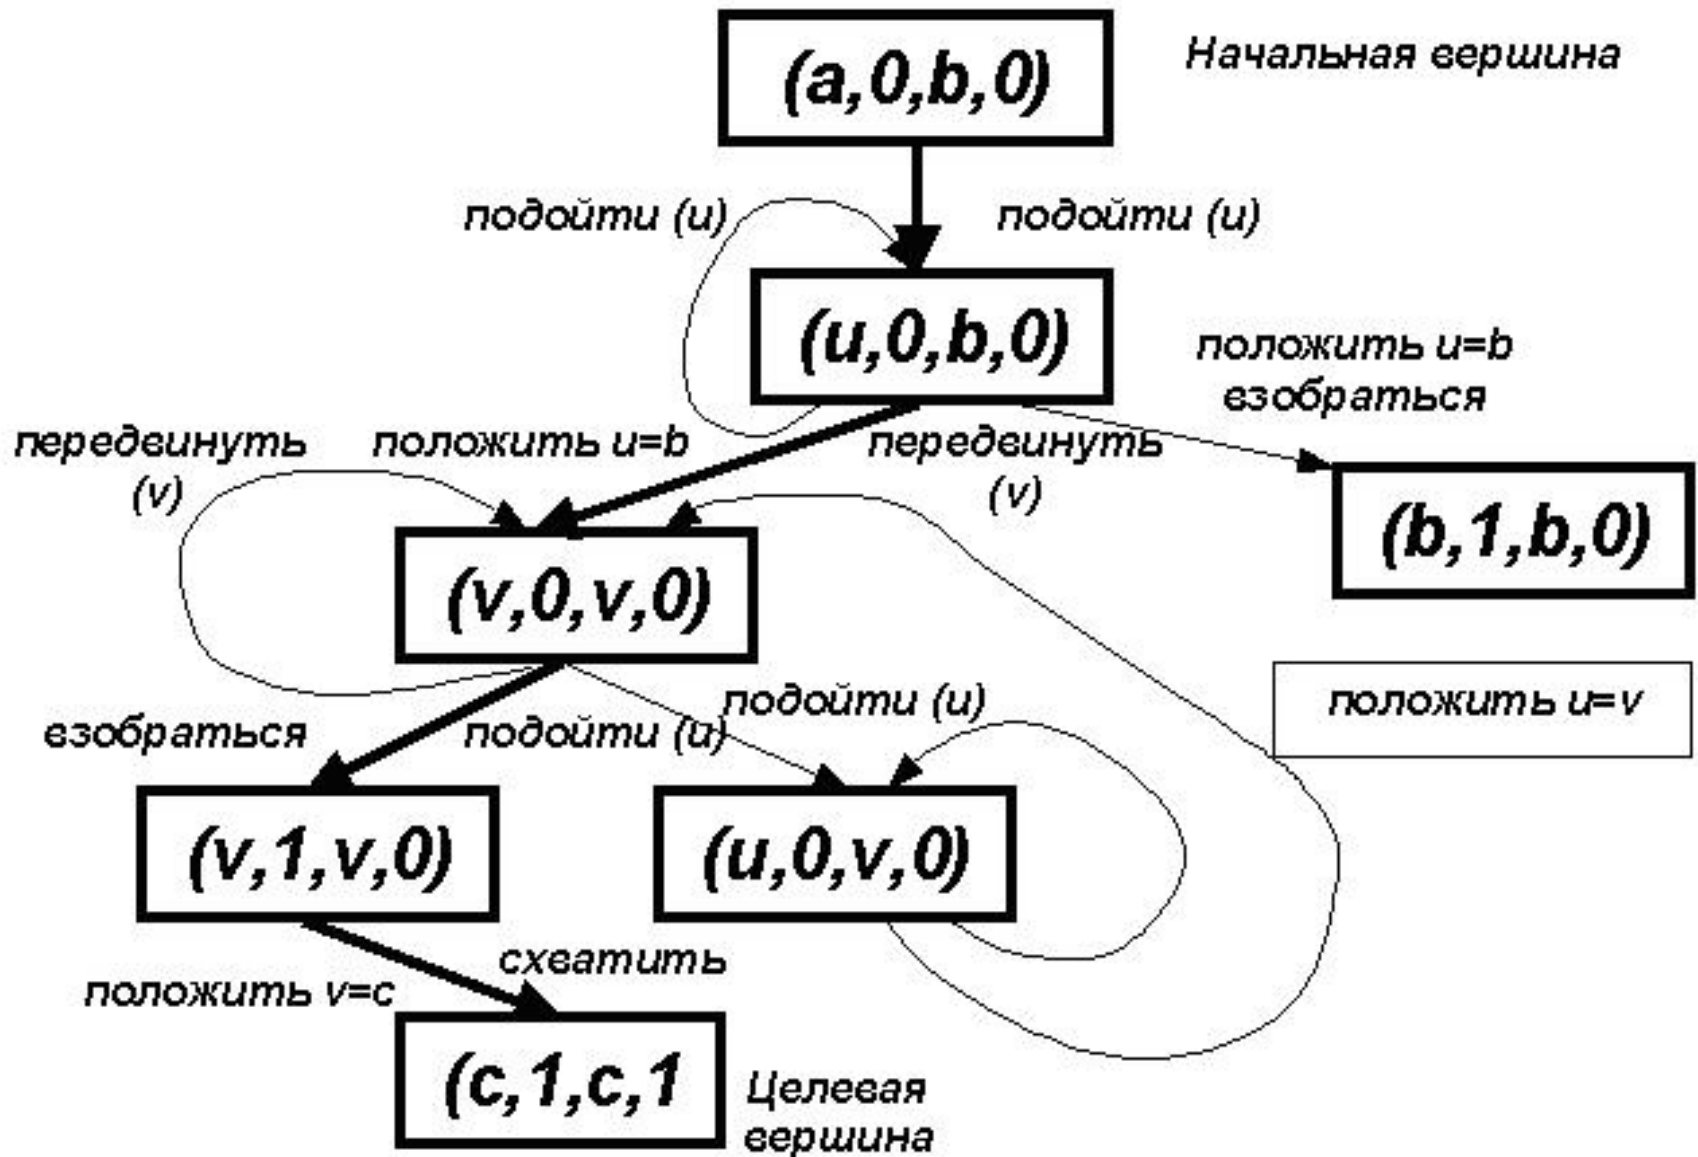 (a,0,b,0)
Начальная вершина
подойти (u)
подойти (u)
(u,0,b,0)
положить u=b
взобраться
передвинуть
(v)
положить u=b
передвинуть
(v)
(b,1,b,0)
(v,0,v,0)
положить u=v
взобраться
подойти (u)
подойти (u)
(v,1,v,0)
(u,0,v,0)
схватить
положить v=c
(c,1,c,1
Целевая
вершина